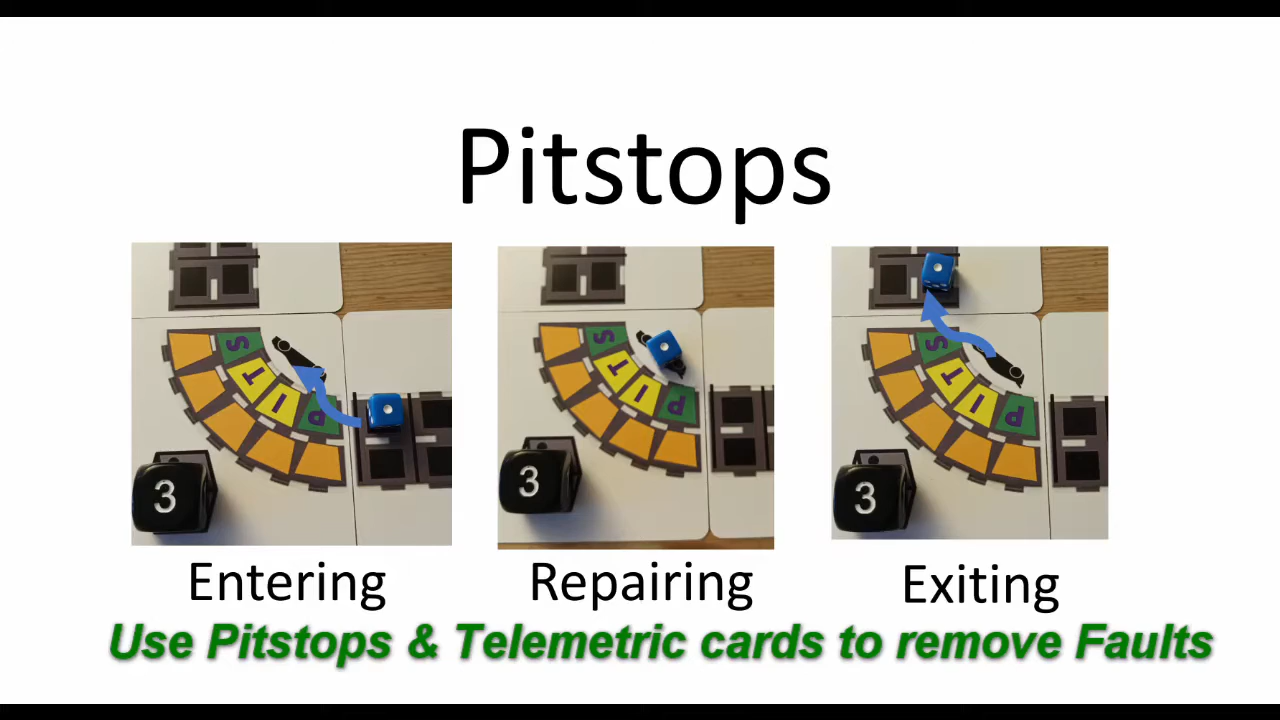 Pitstops
S
T
I
P
3
S
T
I
P
3
S
T
I
P
3
Entering
Repairing
Exiting
Use Pitstops & Telemetric cards to remove Faults